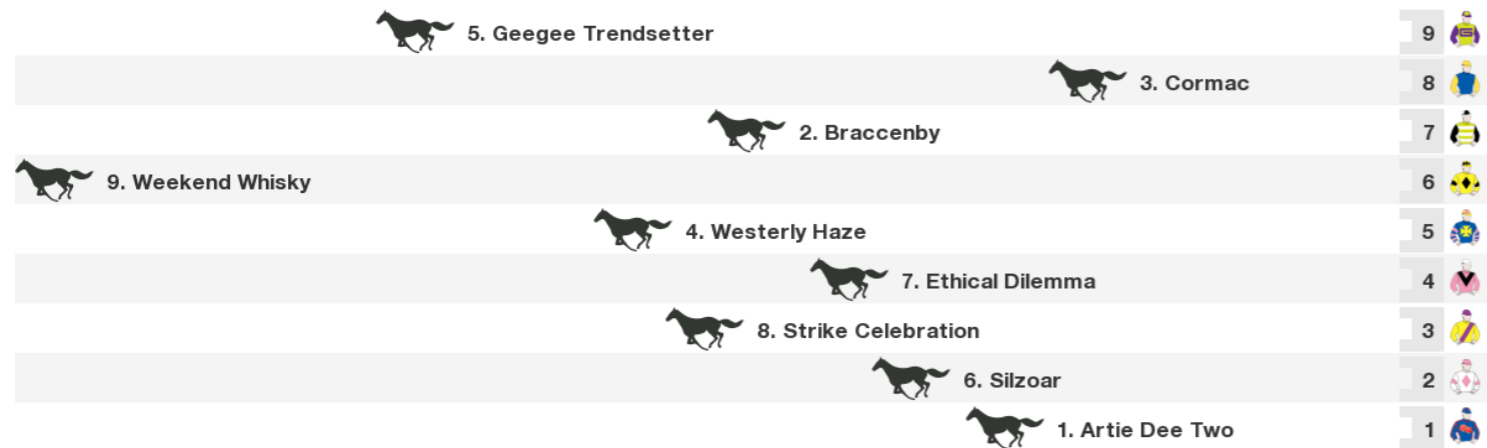 5. Geegee Trendsetter 9
3. Cormac 8
2. Braccenby 7
9. Weekend Whisky 6
4. Westerly Haze 5
7. Ethical Dilemma 4
8. Strike Celebration 3
6. Silzoar 2
1. Artie Dee Two 1